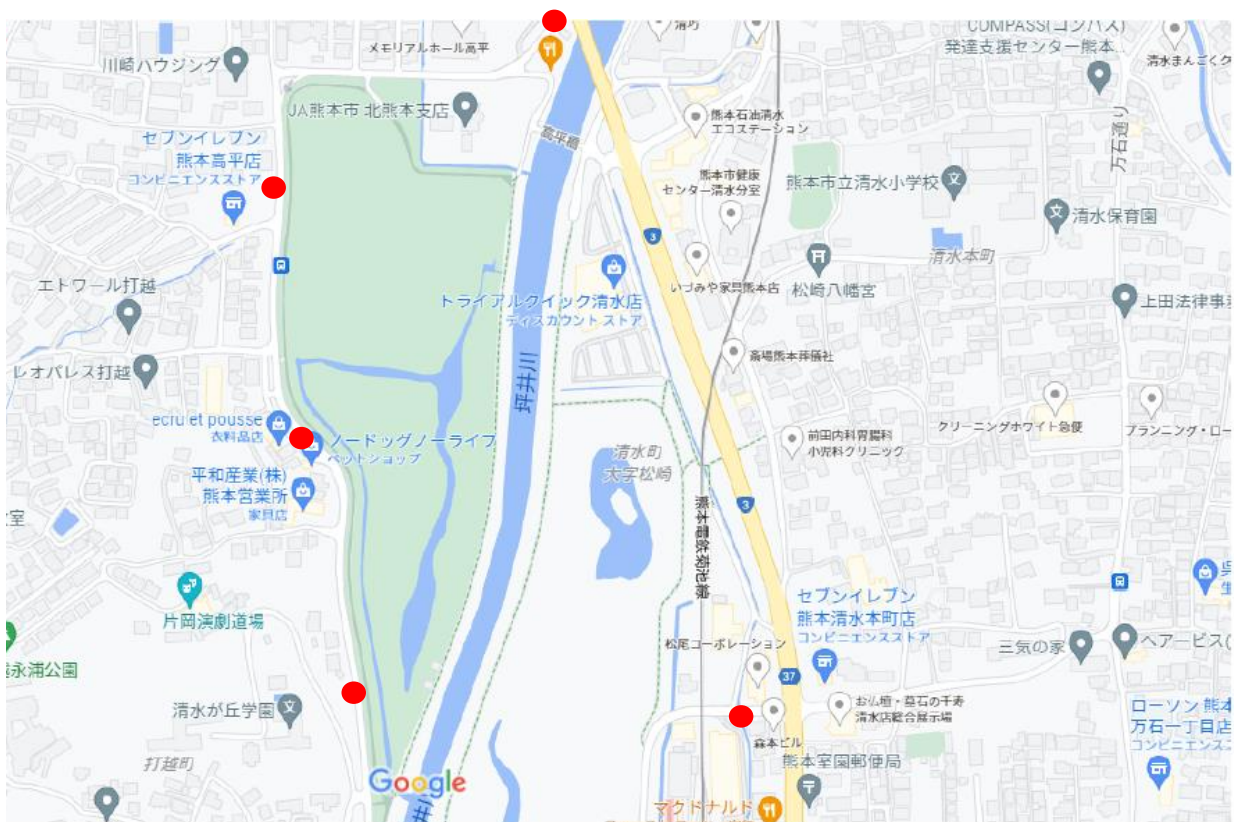 清巧
COMPASS(コンパス)
発達支援センター熊本...
メモリアルホール高平
清水まんごくク
川崎ハウジング
JA熊本市 北熊本支店
熊本石油清水
エコステーション
万石通り
高平橋
セブンイレブン
熊本高平店
コンビニエンスストア
熊本市健康
センター清水分室
熊本市立清水小学校
清水保育園
3
清水本町
エトワール打越
トライアルクイック清水店
ディスカウント ストア
いづみや家具熊本店
松崎八幡宮
上田法律事
坪井川
斎場熊本葬儀社
レオパレス打越
ecru et pousse
衣料品店
ノードッグノーライフ
ペットショップ
清水町
大字松崎
前田内科胃腸科
小児科クリニック
クリーニングホワイト急便
プランニング・ロー
平和産業(株)
熊本営業所
家具店
室
3
熊本電鉄菊池線
片岡演劇道場
セブンイレブン
熊本清水本町店
コンビニエンスストア
松尾コーポレーション
三気の家
ヘアービス(
永浦公園
37
清水が丘学園
お仏壇・墓石の千寿
清水店総合展示場
ローソン 熊本
万石一丁目店
コンビニエンスス
森本ビル
打越町
熊本室園郵便局
Google
マクドナルド
井